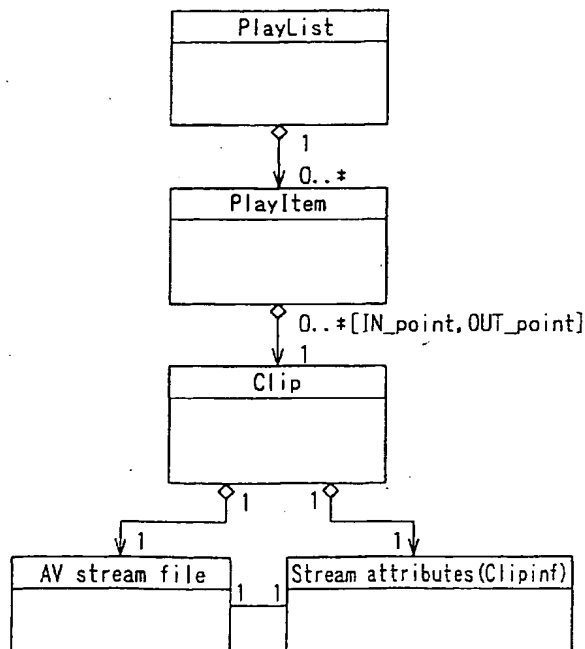 PlayList
1
0..*
PlayItem
0..*[IN_point,OUT_point]
1
Clip
1 1
1 1
AV stream file Stream attributes(Clipinf)
1 1